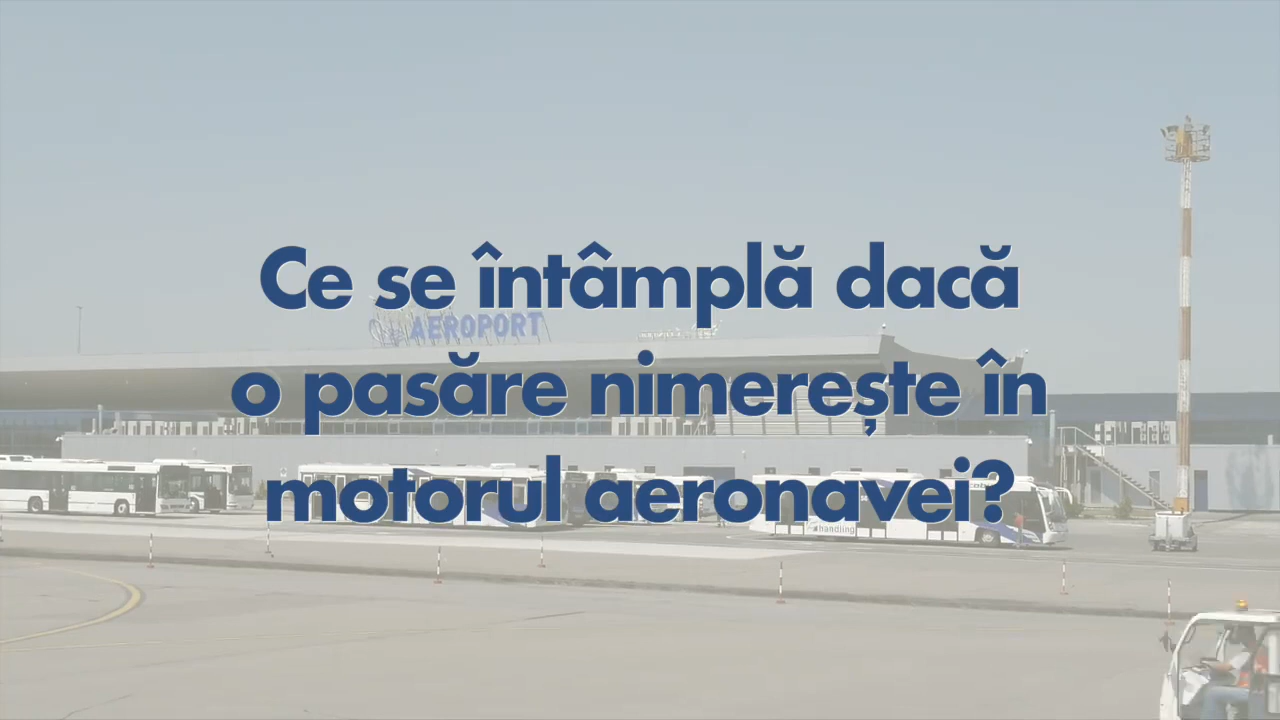 Ce se întâmplă dacă
AEROPORT
o pasăre nimerește în
motorul aeronavei?
handling